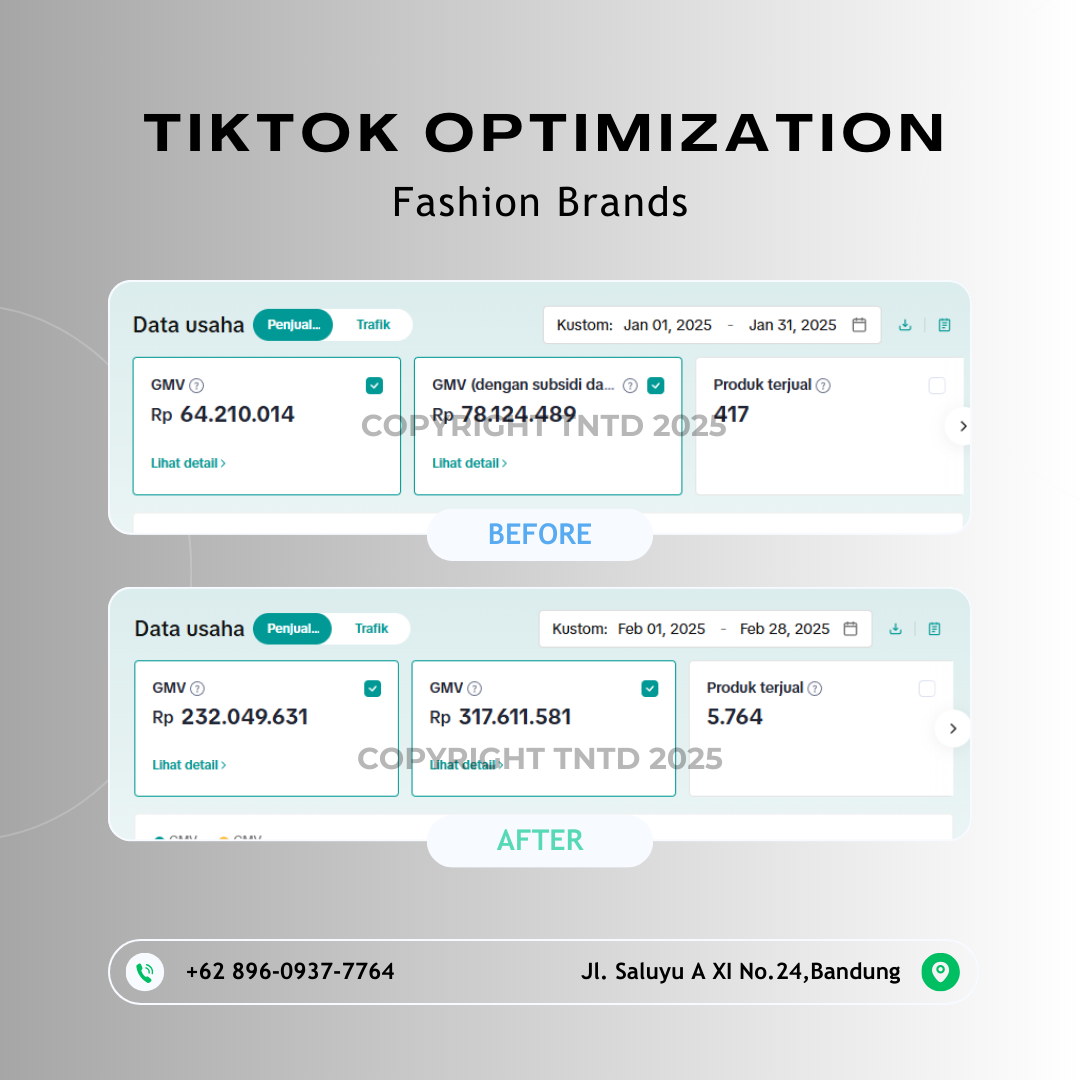 TIKTOK OPTIMIZATION
Fashion Brands
Data usaha Penjual... Trafik Kustom: Jan 01, 2025 - Jan 31, 2025
GMV ? GMV (dengan subsidi da... ? Produk terjual ?
Rp 64.210.014 Rp 78.124.489 417
COPYRIGHT TNTD 2025
Lihat detail > Lihat detail >
BEFORE
Data usaha Penjual... Trafik Kustom: Feb 01, 2025 - Feb 28, 2025
GMV ? GMV ? Produk terjual ?
Rp 232.049.631 Rp 317.611.581 5.764
COPYRIGHT TNTD 2025
Lihat detail > Lihat detail >
GMV GMV
AFTER
+62 896-0937-7764 Jl. Saluyu A XI No.24,Bandung